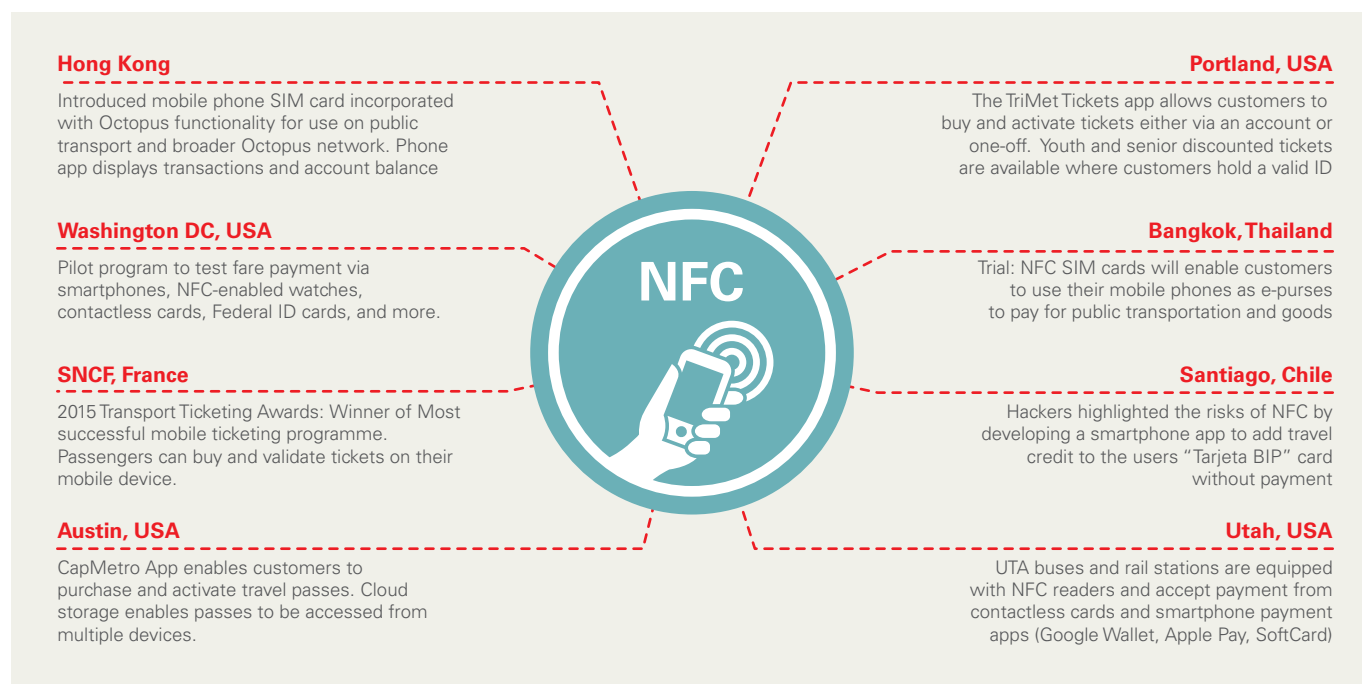 Hong Kong
Introduced mobile phone SIM card incorporated
with Octopus functionality for use on public
transport and broader Octopus network. Phone
app displays transactions and account balance
Washington DC, USA
Pilot program to test fare payment via
smartphones, NFC-enabled watches,
contactless cards, Federal ID cards, and more.
SNCF, France
2015 Transport Ticketing Awards: Winner of Most
successful mobile ticketing programme.
Passengers can buy and validate tickets on their
mobile device.
Austin, USA
CapMetro App enables customers to
purchase and activate travel passes. Cloud
storage enables passes to be accessed from
multiple devices.
NFC
Portland, USA
The TriMet Tickets app allows customers to
buy and activate tickets either via an account or
one-off. Youth and senior discounted tickets
are available where customers hold a valid ID
Bangkok, Thailand
Trial: NFC SIM cards will enable customers
to use their mobile phones as e-purses
to pay for public transportation and goods
Santiago, Chile
Hackers highlighted the risks of NFC by
developing a smartphone app to add travel
credit to the users “Tarjeta BIP” card
without payment
Utah, USA
UTA buses and rail stations are equipped
with NFC readers and accept payment from
contactless cards and smartphone payment
apps (Google Wallet, Apple Pay, SoftCard)